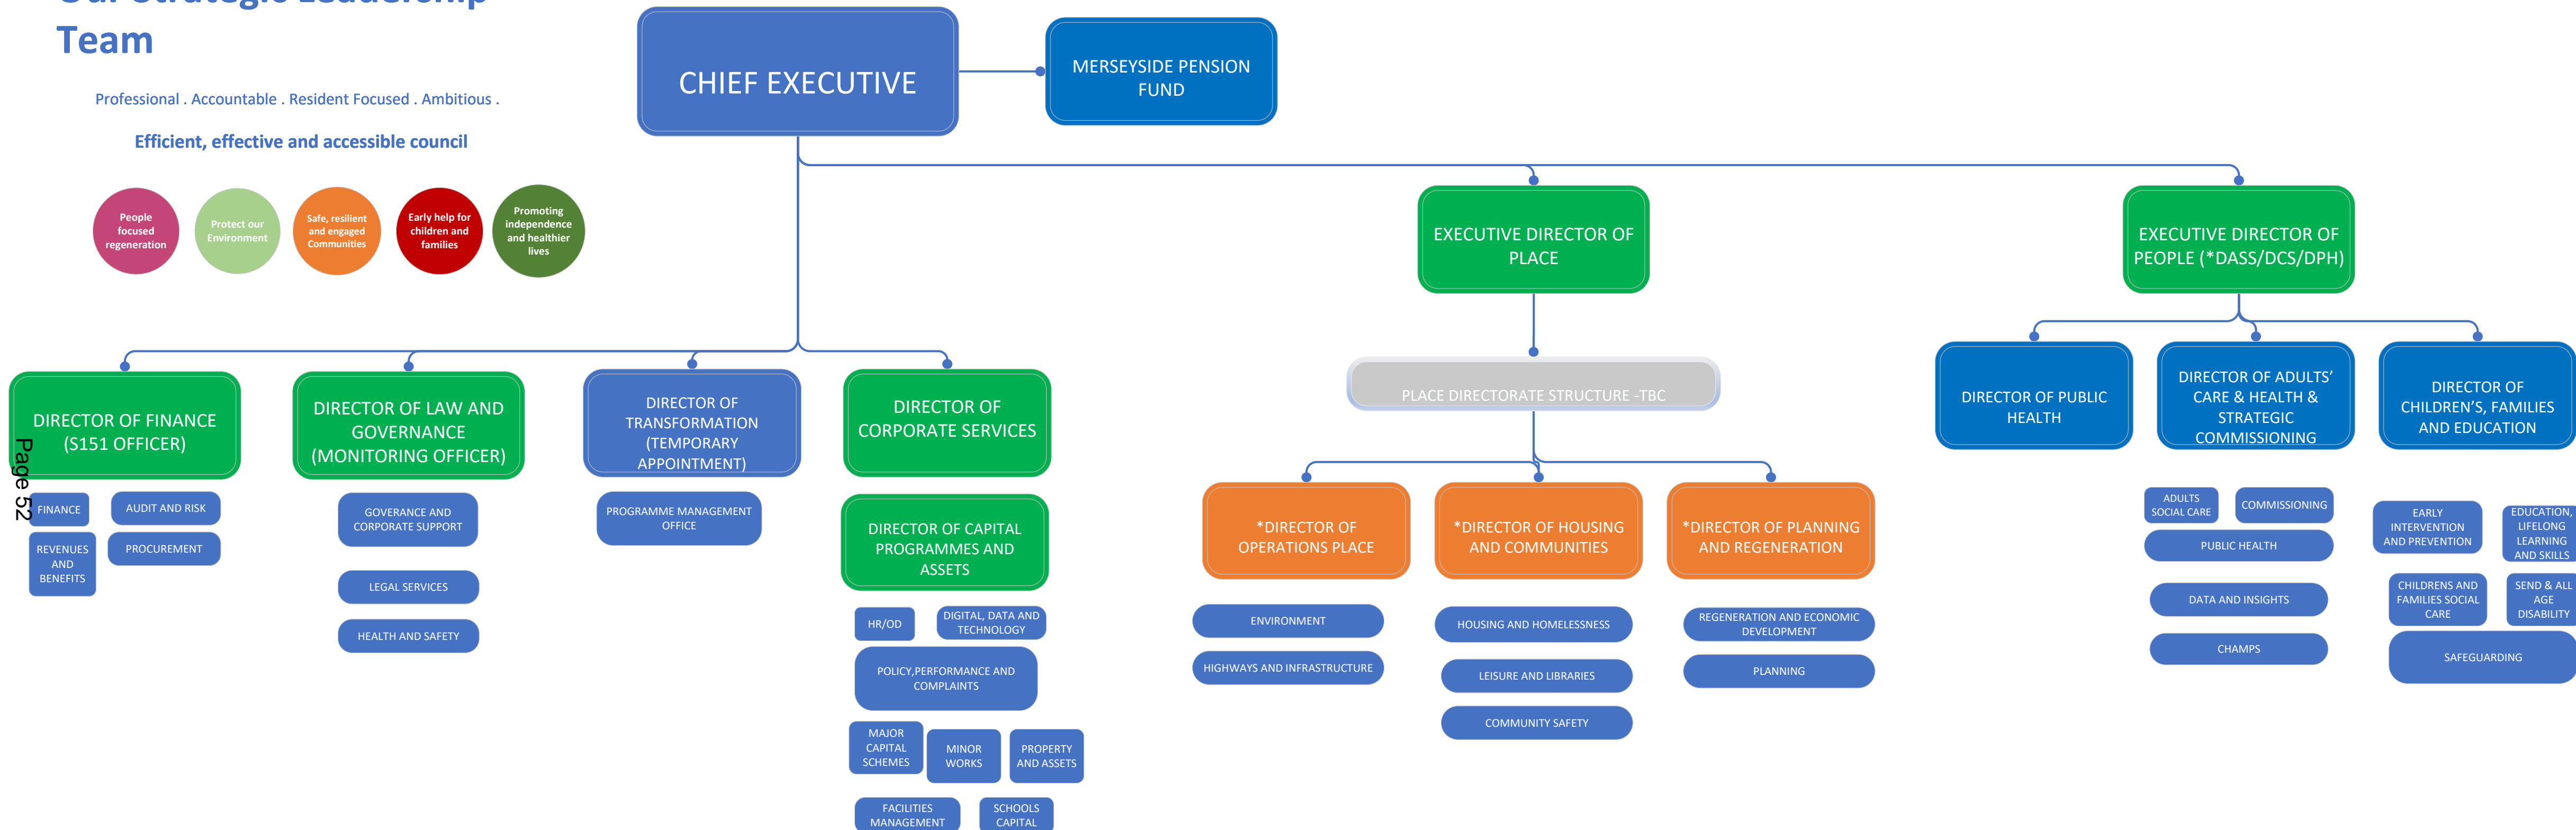 Our Strategic Leadership
Team
Professional . Accountable . Resident Focused . Ambitious .
Efficient, effective and accessible council
People
focused
regeneration
Protect our
Environment
Safe, resilient
and engaged
Communities
Early help for
children and
families
Promoting
independence
and healthier
lives
CHIEF EXECUTIVE
MERSEYSIDE PENSION
FUND
EXECUTIVE DIRECTOR OF
PLACE
EXECUTIVE DIRECTOR OF
PEOPLE (*DASS/DCS/DPH)
DIRECTOR OF FINANCE
(S151 OFFICER)
FINANCE
AUDIT AND RISK
REVENUES
AND
BENEFITS
PROCUREMENT
DIRECTOR OF LAW AND
GOVERNANCE
(MONITORING OFFICER)
GOVERANCE AND
CORPORATE SUPPORT
LEGAL SERVICES
HEALTH AND SAFETY
DIRECTOR OF
TRANSFORMATION
(TEMPORARY
APPOINTMENT)
PROGRAMME MANAGEMENT
OFFICE
DIRECTOR OF
CORPORATE SERVICES
DIRECTOR OF CAPITAL
PROGRAMMES AND
ASSETS
HR/OD
DIGITAL, DATA AND
TECHNOLOGY
POLICY,PERFORMANCE AND
COMPLAINTS
MAJOR
CAPITAL
SCHEMES
MINOR
WORKS
PROPERTY
AND ASSETS
FACILITIES
MANAGEMENT
SCHOOLS
CAPITAL
PLACE DIRECTORATE STRUCTURE -TBC
*DIRECTOR OF
OPERATIONS PLACE
ENVIRONMENT
HIGHWAYS AND INFRASTRUCTURE
*DIRECTOR OF HOUSING
AND COMMUNITIES
HOUSING AND HOMELESSNESS
LEISURE AND LIBRARIES
COMMUNITY SAFETY
*DIRECTOR OF PLANNING
AND REGENERATION
REGENERATION AND ECONOMIC
DEVELOPMENT
PLANNING
DIRECTOR OF PUBLIC
HEALTH
DIRECTOR OF ADULTS’
CARE & HEALTH &
STRATEGIC
COMMISSIONING
ADULTS
SOCIAL CARE
COMMISSIONING
PUBLIC HEALTH
DATA AND INSIGHTS
CHAMPS
DIRECTOR OF
CHILDREN’S, FAMILIES
AND EDUCATION
EARLY
INTERVENTION
AND PREVENTION
EDUCATION,
LIFELONG
LEARNING
AND SKILLS
CHILDRENS AND
FAMILIES SOCIAL
CARE
SEND & ALL
AGE
DISABILITY
SAFEGUARDING
Page 52